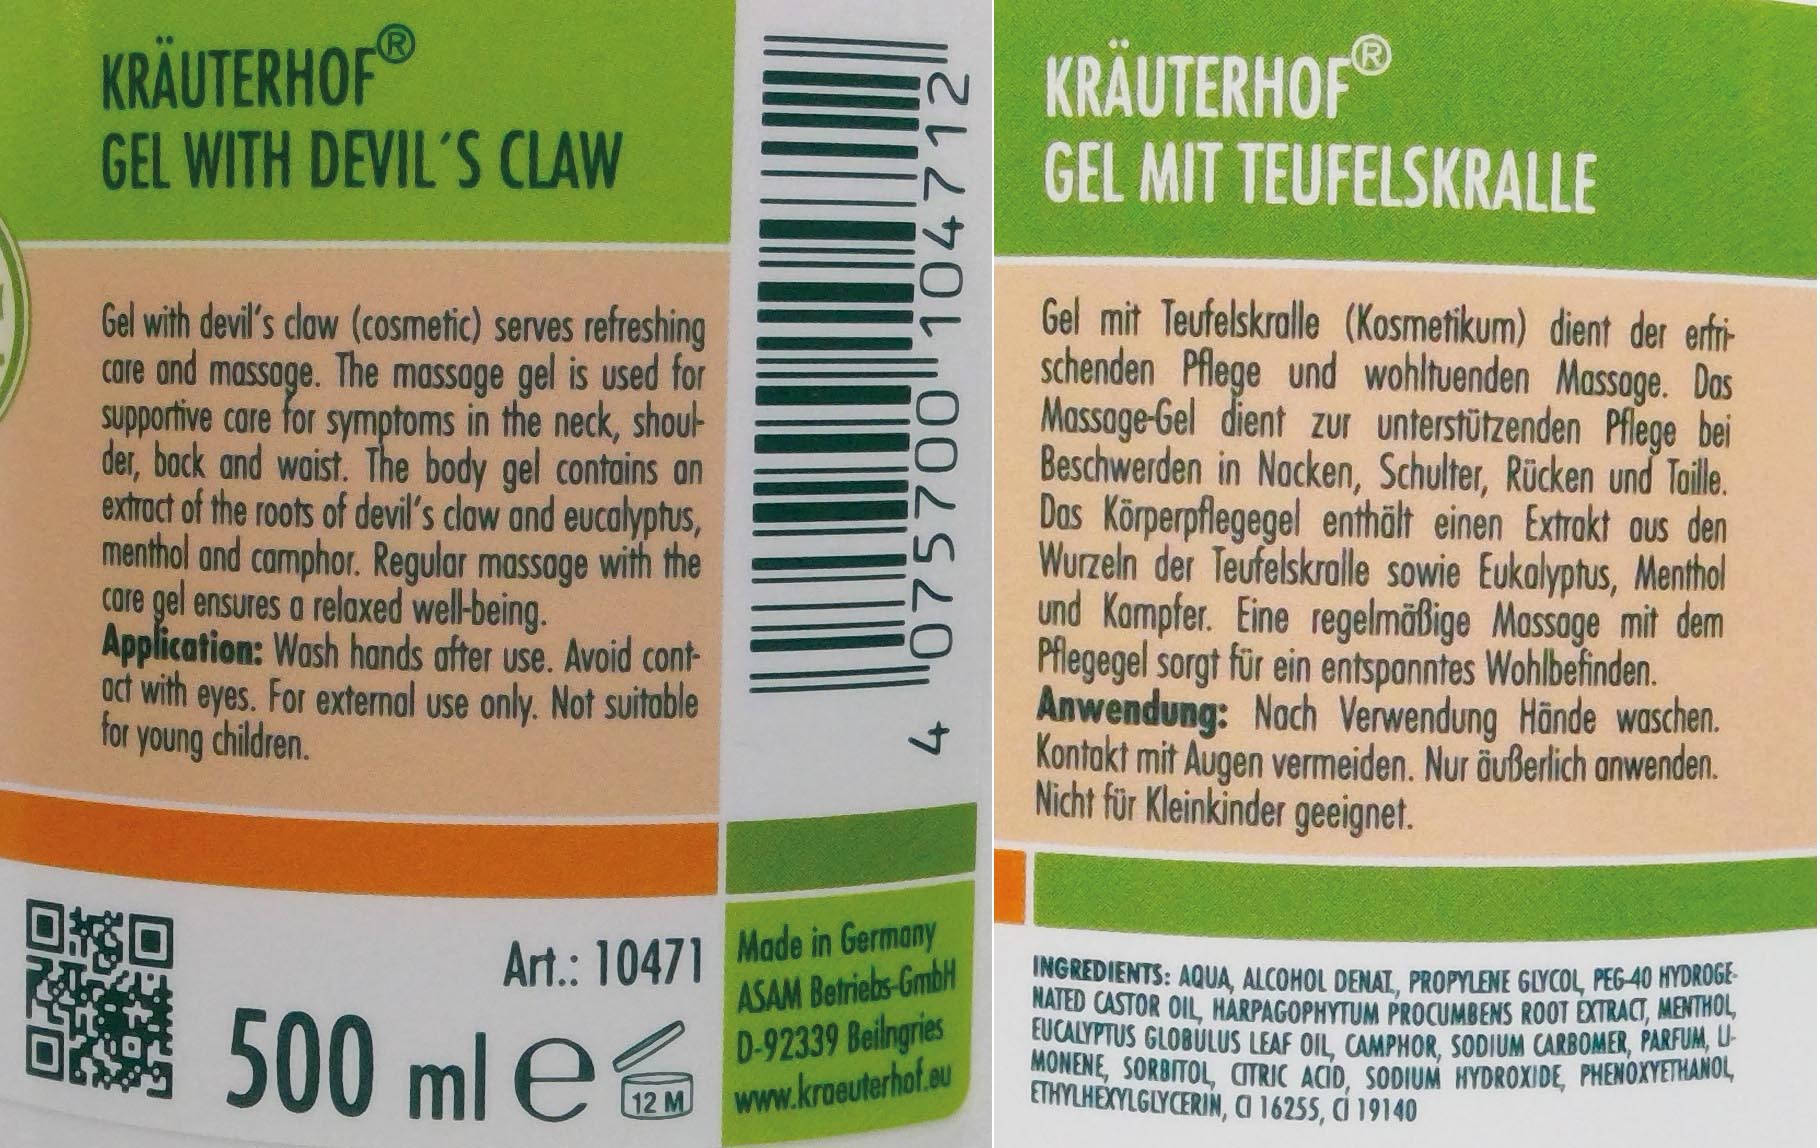 KRÄUTERHOF®
GEL WITH DEVIL´S CLAW
Gel with devil's claw (cosmetic) serves refreshing
care and massage. The massage gel is used for
supportive care for symptoms in the neck, shoul-
der, back and waist. The body gel contains an
extract of the roots of devil's claw and eucalyptus,
menthol and camphor. Regular massage with the
care gel ensures a relaxed well-being.
Application: Wash hands after use. Avoid cont-
act with eyes. For external use only. Not suitable
for young children.
Art.: 10471
500 ml e
12 M
4 075700 104712
Made in Germany
ASAM Betriebs-GmbH
D-92339 Beilngries
www.kraeuterhof.eu
KRÄUTERHOF®
GEL MIT TEUFELSKRALLE
Gel mit Teufelskralle (Kosmetikum) dient der erfri-
schenden Pflege und wohltuenden Massage. Das
Massage-Gel dient zur unterstützenden Pflege bei
Beschwerden in Nacken, Schulter, Rücken und Taille.
Das Körperpflegegel enthält einen Extrakt aus den
Wurzeln der Teufelskralle sowie Eukalyptus, Menthol
und Kampfer. Eine regelmäßige Massage mit dem
Pflegegel sorgt für ein entspanntes Wohlbefinden.
Anwendung: Nach Verwendung Hände waschen.
Kontakt mit Augen vermeiden. Nur äußerlich anwenden.
Nicht für Kleinkinder geeignet.
INGREDIENTS: AQUA, ALCOHOL DENAT., PROPYLENE GLYCOL, PEG-40 HYDROGE-
NATED CASTOR OIL, HARPAGOPHYTUM PROCUMBENS ROOT EXTRACT, MENTHOL,
EUCALYPTUS GLOBULUS LEAF OIL, CAMPHOR, SODIUM CARBOMER, PARFUM, LI-
MONENE, SORBITOL, CITRIC ACID, SODIUM HYDROXIDE, PHENOXYETHANOL,
ETHYLHEXYLGLYCERIN, CI 16255, CI 19140